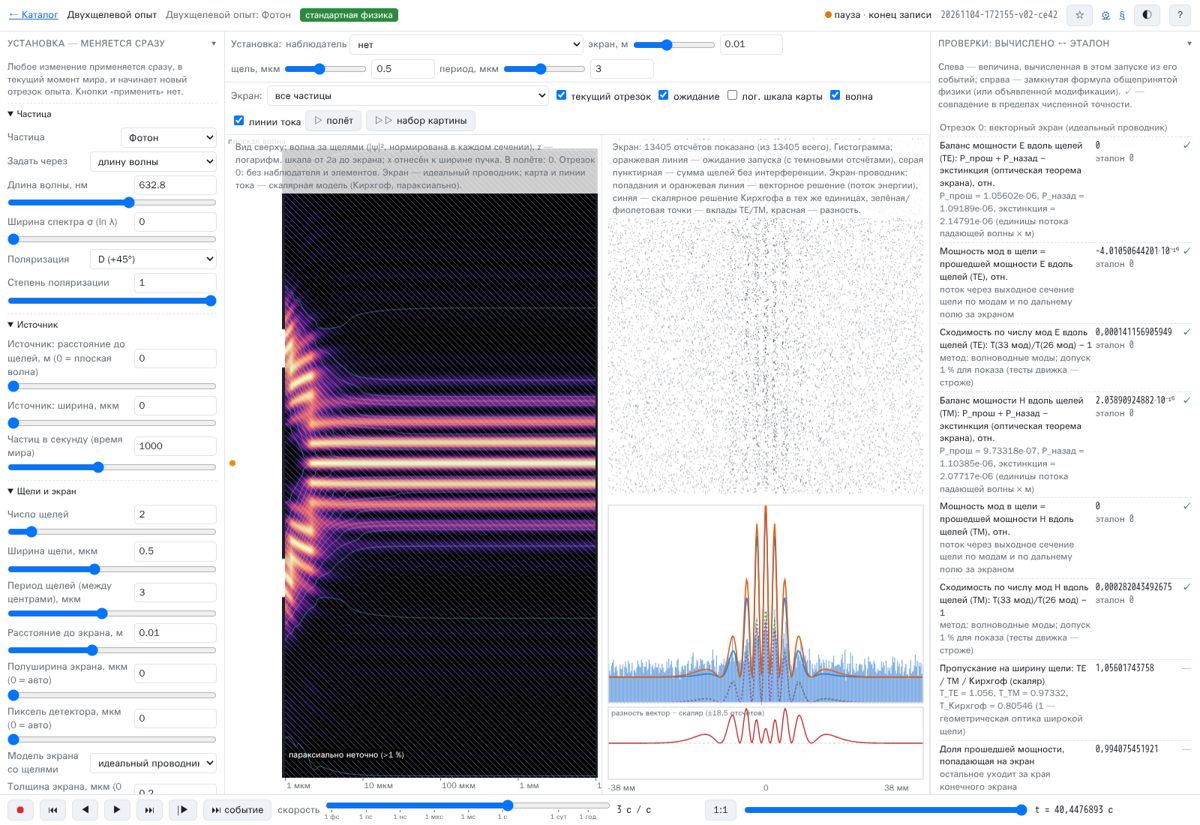 ← Каталог Двухщелевой опыт Двухщелевой опыт: Фотон стандартная физика
пауза · конец записи 20261104-172155-v02-ce42 ☆ ⚙ § ◐ ?
УСТАНОВКА — МЕНЯЕТСЯ СРАЗУ
Любое изменение применяется сразу, в
текущий момент мира, и начинает новый
отрезок опыта. Кнопки «применить» нет.
Частица
Частица Фотон
Задать через длину волны
Длина волны, нм 632.8
Ширина спектра σ (ln λ) 0
Поляризация D (+45°)
Степень поляризации 1
Источник
Источник: расстояние до
щелей, м (0 = плоская
волна)
0
Источник: ширина, мкм 0
Частиц в секунду (время
мира)
1000
Щели и экран
Число щелей 2
Ширина щели, мкм 0.5
Период щелей (между
центрами), мкм
3
Расстояние до экрана, м 0.01
Полуширина экрана, мкм
(0 = авто)
0
Пиксель детектора, мкм
(0 = авто)
0
Модель экрана
со щелями
идеальный проводник
Толщина экрана, мкм (0 0.2
Установка: наблюдатель нет экран, м 0.01
щель, мкм 0.5 период, мкм 3
Экран: все частицы текущий отрезок ожидание лог. шкала карты волна
линии тока ▷ полёт ▷▷ набор картины
Вид сверху: волна за щелями (|ψ|², нормирована в каждом сечении), z —
логарифм. шкала от 2a до экрана; x отнесён к ширине пучка. В полёте: 0. Отрезок
0: без наблюдателя и элементов. Экран — идеальный проводник; карта и линии
тока — скалярная модель (Кирхгоф, параксиально).
параксиально неточно (>1 %)
1 мкм 10 мкм 100 мкм 1 мм 1
Экран: 13405 отсчётов показано (из 13405 всего). Гистограмма;
оранжевая линия — ожидание запуска (с темновыми отсчётами), серая
пунктирная — сумма щелей без интерференции. Экран-проводник:
попадания и оранжевая линия — векторное решение (поток энергии),
синяя — скалярное решение Кирхгофа в тех же единицах, зелёная/
фиолетовая точки — вклады TE/TM, красная — разность.
разность вектор − скаляр (±18,5 отсчётов)
-38 мм 0 38 мм
ПРОВЕРКИ: ВЫЧИСЛЕНО ↔ ЭТАЛОН
Слева — величина, вычисленная в этом запуске из его
событий; справа — замкнутая формула общепринятой
физики (или объявленной модификации). ✓ —
совпадение в пределах численной точности.
Отрезок 0: векторный экран (идеальный проводник)
Баланс мощности E вдоль щелей
(TE): P_прош + P_назад −
экстинкция (оптическая теорема
экрана), отн.
P_прош = 1.05602e-06, P_назад =
1.09189e-06, экстинкция =
2.14791e-06 (единицы потока
падающей волны × м)
0
эталон 0
✓
Мощность мод в щели =
прошедшей мощности E вдоль
щелей (TE), отн.
поток через выходное сечение
щели по модам и по дальнему
полю за экраном
-4.01050644201·10⁻¹⁶
эталон 0
✓
Сходимость по числу мод E вдоль
щелей (TE): T(33 мод)/T(26 мод) − 1
метод: волноводные моды; допуск
1 % для показа (тесты движка —
строже)
0,000141156905949
эталон 0
✓
Баланс мощности H вдоль щелей
(TM): P_прош + P_назад −
экстинкция (оптическая теорема
экрана), отн.
P_прош = 9.73318e-07, P_назад =
1.10385e-06, экстинкция =
2.07717e-06 (единицы потока
падающей волны × м)
2.03890924882·10⁻¹⁶
эталон 0
✓
Мощность мод в щели =
прошедшей мощности H вдоль
щелей (TM), отн.
поток через выходное сечение
щели по модам и по дальнему
полю за экраном
0
эталон 0
✓
Сходимость по числу мод H вдоль
щелей (TM): T(33 мод)/T(26 мод) −
1
метод: волноводные моды; допуск
1 % для показа (тесты движка —
строже)
0,000282043492675
эталон 0
✓
Пропускание на ширину щели: TE
/ TM / Кирхгоф (скаляр)
T_TE = 1.056, T_TM = 0.97332,
T_Кирхгоф = 0.80546 (1 —
геометрическая оптика широкой
щели)
1,05601743758
—
Доля прошедшей мощности,
попадающая на экран
остальное уходит за края
конечного экрана
0,994075451921
—
⏭ событие скорость 3 с / с 1:1 t = 40,4476893 с
1 фс 1 пс 1 нс 1 мкс 1 мс 1 с 1 сут 1 год